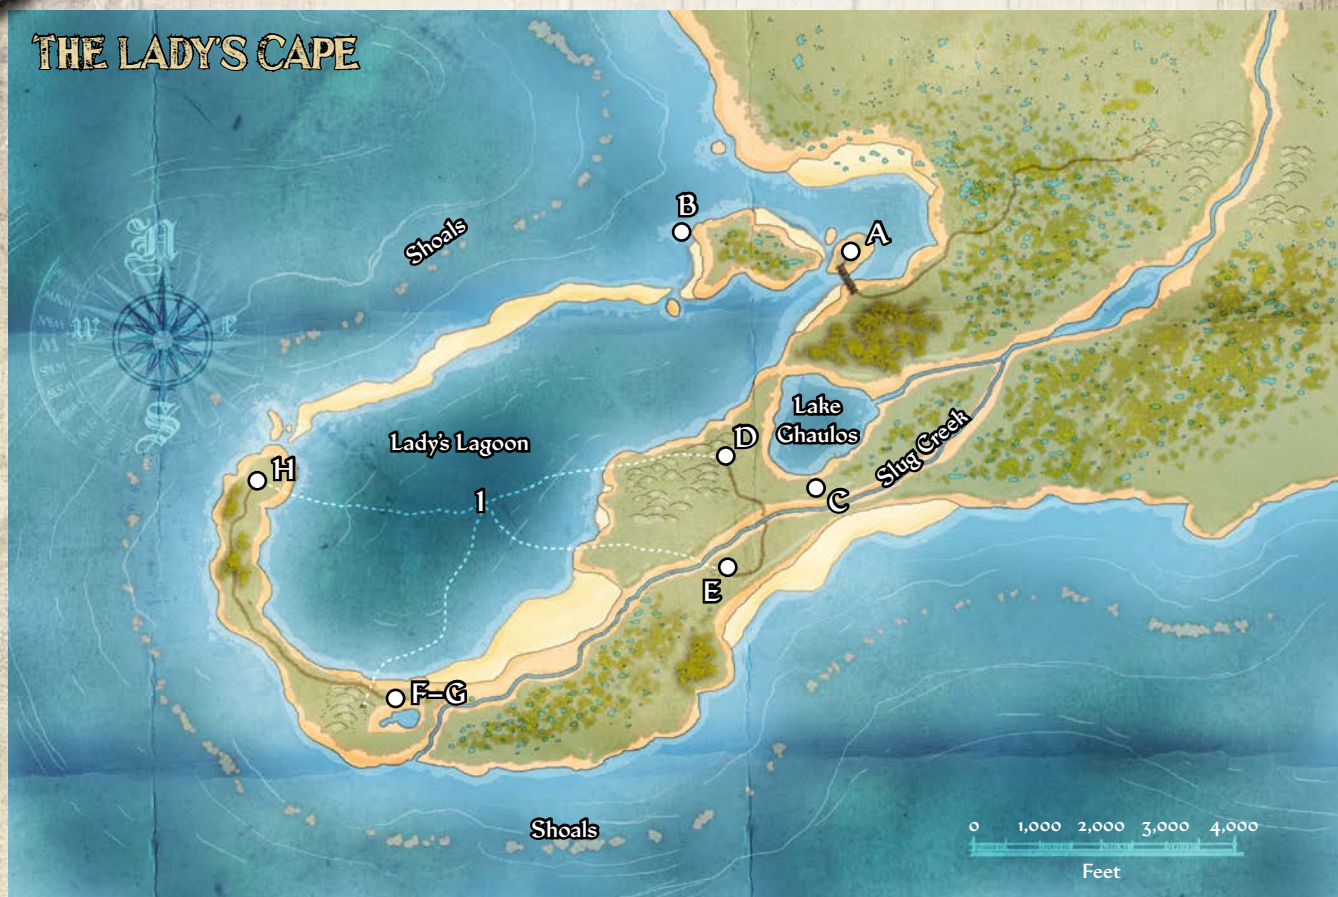 THE LADY'S CAPE
B
A
Shoals
N
W
E
S
Lake
Ghaulos
Lady's Lagoon
D
Slug Creek
H
I
C
E
F–G
Shoals
0 1,000 2,000 3,000 4,000
Feet